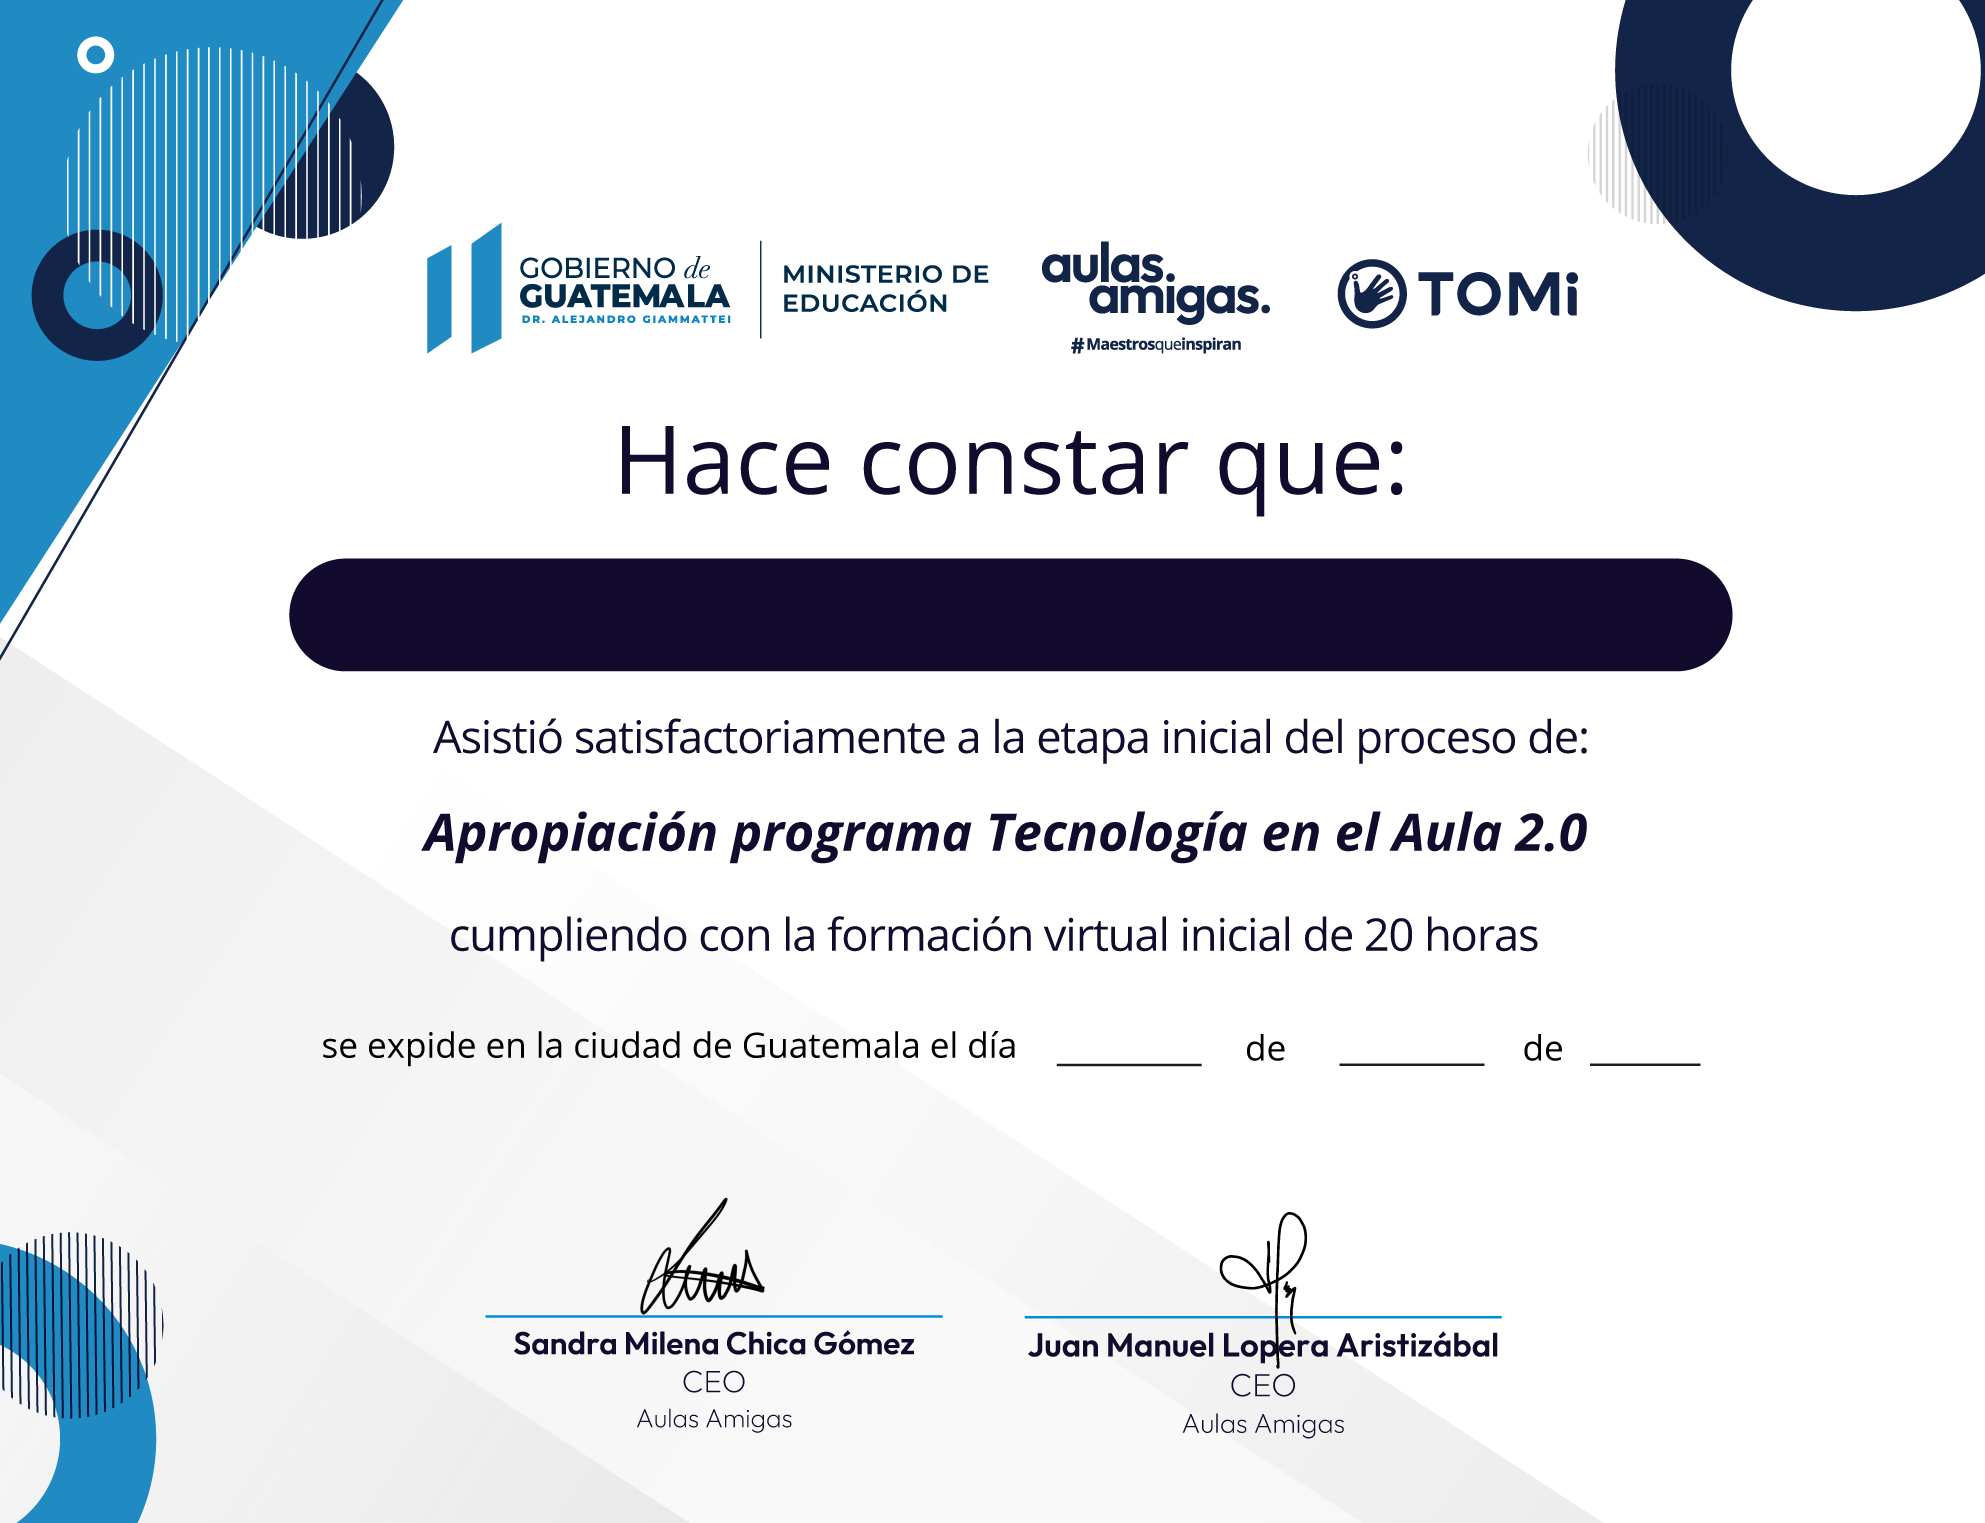 GOBIERNO de
GUATEMALA
DR. ALEJANDRO GIAMMATTEI
MINISTERIO DE
EDUCACIÓN
aulas.
amigas.
#Maestrosqueinspiran
TOMi
Hace constar que:
Asistió satisfactoriamente a la etapa inicial del proceso de:
Apropiación programa Tecnología en el Aula 2.0
cumpliendo con la formación virtual inicial de 20 horas
se expide en la ciudad de Guatemala el día ________ de ________ de ______
Sandra Milena Chica Gómez
CEO
Aulas Amigas
Juan Manuel Lopera Aristizábal
CEO
Aulas Amigas